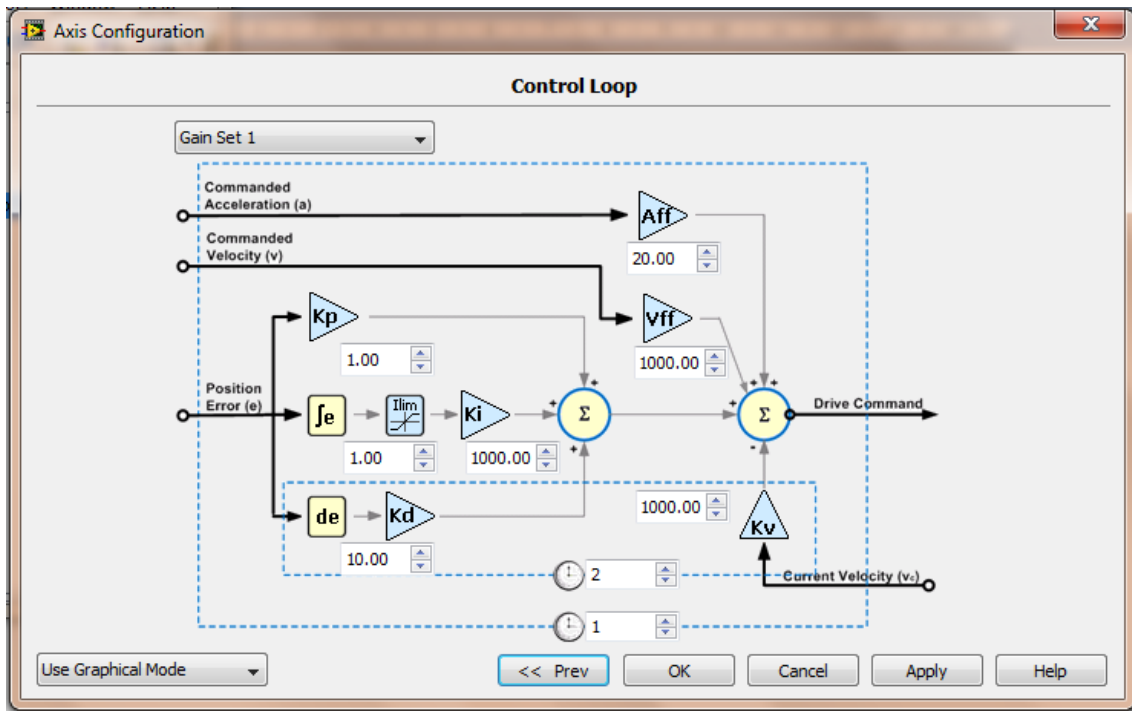 Axis Configuration
Control Loop
Gain Set 1
Commanded
Acceleration (a)
Aff
20.00
Commanded
Velocity (v)
Vff
1000.00
Kp
1.00
Position
Error (e)
∫e
Ilim
1.00
Ki
1000.00
+
+
+
Σ
+
+
+
-
Σ
Drive Command
de
Kd
10.00
1000.00
Kv
Current Velocity (vc)
2
1
Use Graphical Mode
<< Prev
OK
Cancel
Apply
Help